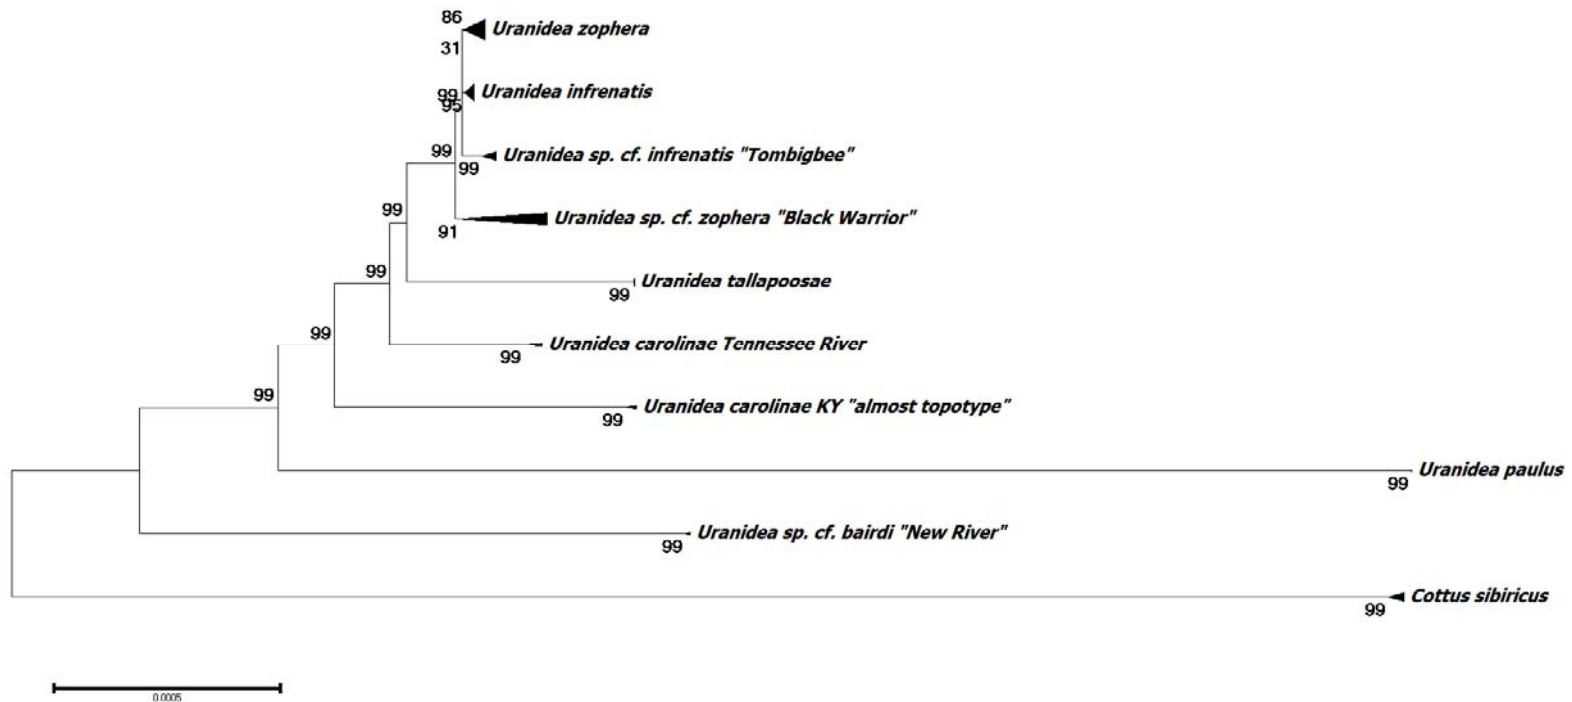 86
Uranidea zophera
31
Uranidea infrenatis
99
95
Uranidea sp. cf. infrenatis "Tombigbee"
99
99
Uranidea sp. cf. zophera "Black Warrior"
99
91
Uranidea tallapoosae
99
99
Uranidea carolinae Tennessee River
99
99
Uranidea carolinae KY "almost topotype"
99
99
Uranidea paulus
99
Uranidea sp. cf. bairdi "New River"
99
Cottus sibiricus
99
0.0005